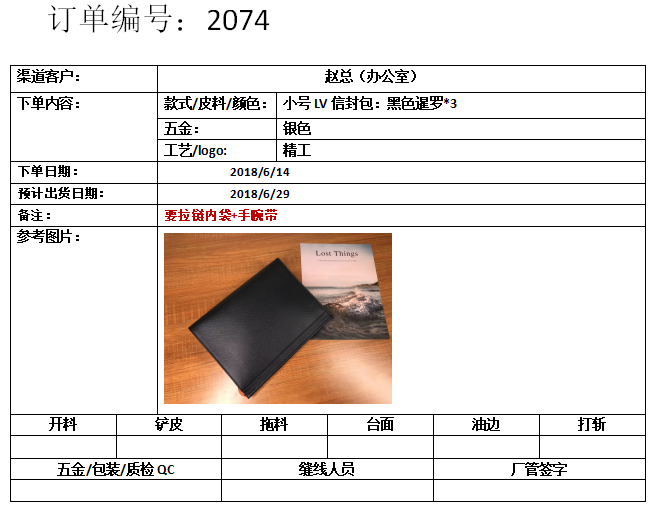 订单编号：2074
渠道客户： 赵总（办公室）
下单内容： 款式/皮料/颜色： 小号LV信封包：黑色暹罗*3
五金： 银色
工艺/logo: 精工
下单日期： 2018/6/14
预计出货日期： 2018/6/29
备注： 要拉链内袋+手腕带
参考图片：
Lost Things
开料 铲皮 拖料 台面 油边 打斩
五金/包装/质检QC 缝线人员 厂管签字